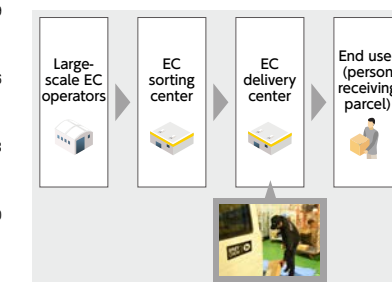 Large-
scale EC
operators
EC
sorting
center
EC
delivery
center
End use
(person
receiving
parcel)